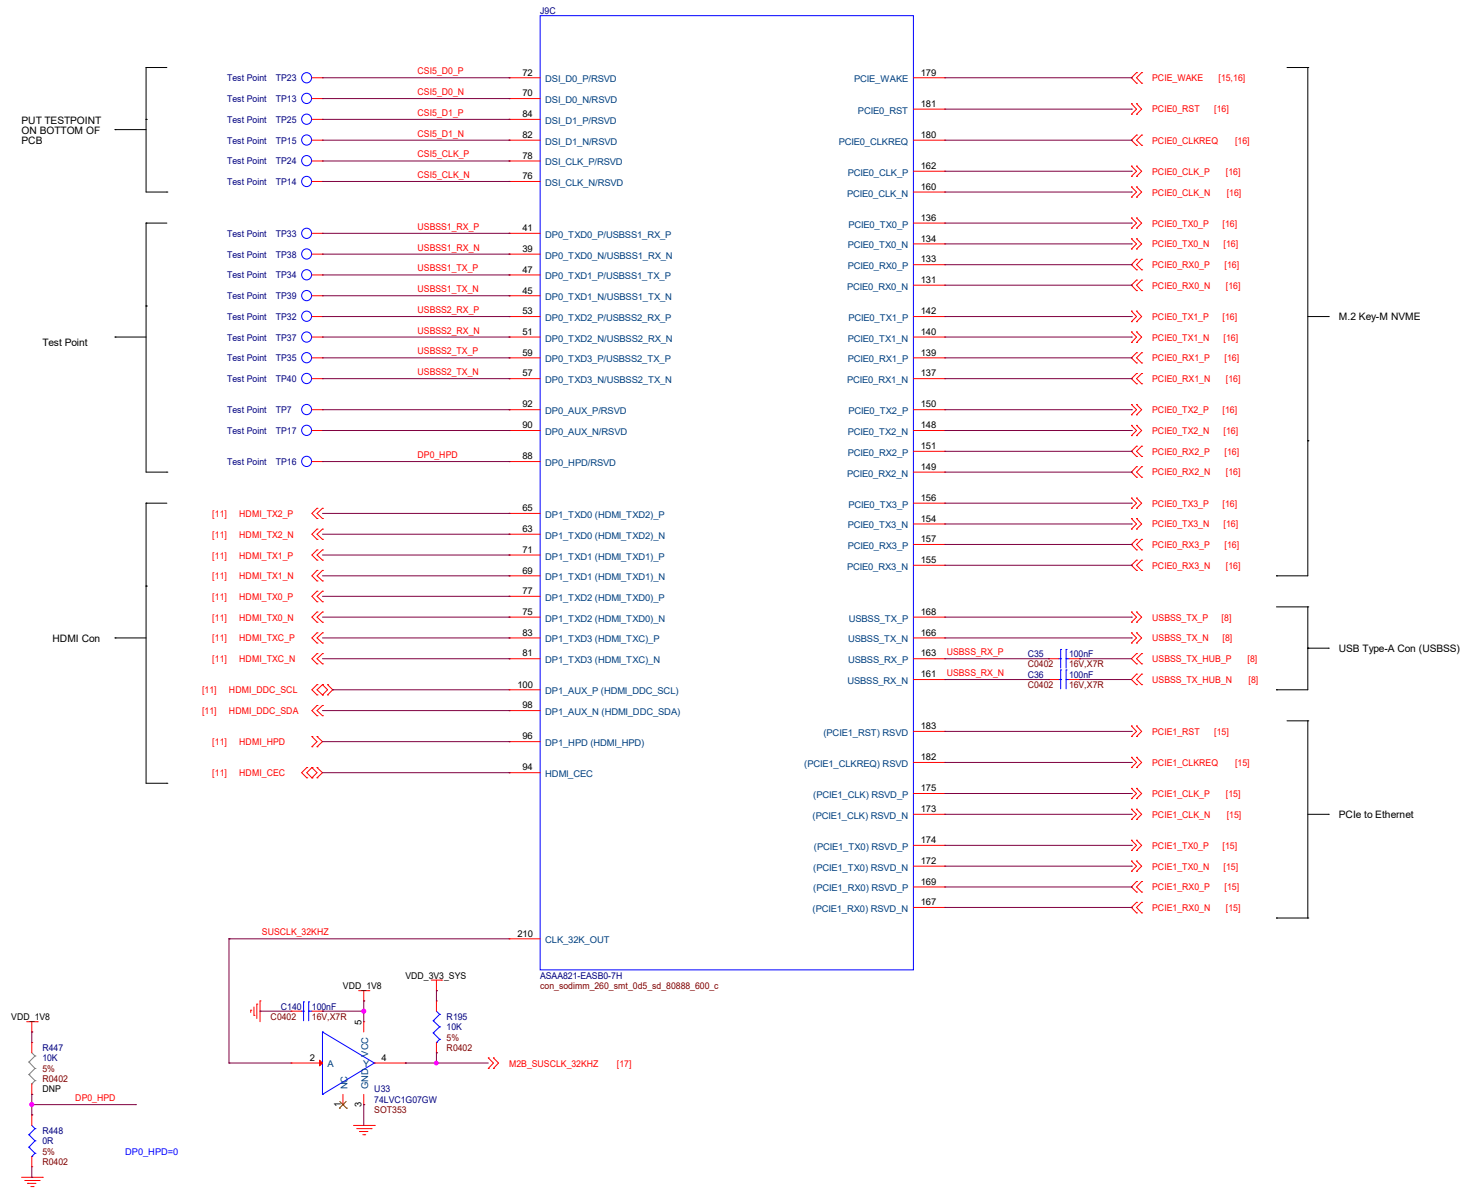 J9C
PUT TESTPOINT
ON BOTTOM OF
PCB
Test Point TP23 CSI5_D0_P 72 DSI_D0_P/RSVD
Test Point TP13 CSI5_D0_N 70 DSI_D0_N/RSVD
Test Point TP25 CSI5_D1_P 84 DSI_D1_P/RSVD
Test Point TP15 CSI5_D1_N 82 DSI_D1_N/RSVD
Test Point TP24 CSI5_CLK_P 78 DSI_CLK_P/RSVD
Test Point TP14 CSI5_CLK_N 76 DSI_CLK_N/RSVD
Test Point
Test Point TP33 USBSS1_RX_P 41 DP0_TXD0_P/USBSS1_RX_P
Test Point TP38 USBSS1_RX_N 39 DP0_TXD0_N/USBSS1_RX_N
Test Point TP34 USBSS1_TX_P 47 DP0_TXD1_P/USBSS1_TX_P
Test Point TP39 USBSS1_TX_N 45 DP0_TXD1_N/USBSS1_TX_N
Test Point TP32 USBSS2_RX_P 53 DP0_TXD2_P/USBSS2_RX_P
Test Point TP37 USBSS2_RX_N 51 DP0_TXD2_N/USBSS2_RX_N
Test Point TP35 USBSS2_TX_P 59 DP0_TXD3_P/USBSS2_TX_P
Test Point TP40 USBSS2_TX_N 57 DP0_TXD3_N/USBSS2_TX_N
Test Point TP7 92 DP0_AUX_P/RSVD
Test Point TP17 90 DP0_AUX_N/RSVD
Test Point TP16 DP0_HPD 88 DP0_HPD/RSVD
HDMI Con
[11] HDMI_TX2_P 65 DP1_TXD0 (HDMI_TXD2)_P
[11] HDMI_TX2_N 63 DP1_TXD0 (HDMI_TXD2)_N
[11] HDMI_TX1_P 71 DP1_TXD1 (HDMI_TXD1)_P
[11] HDMI_TX1_N 69 DP1_TXD1 (HDMI_TXD1)_N
[11] HDMI_TX0_P 77 DP1_TXD2 (HDMI_TXD0)_P
[11] HDMI_TX0_N 75 DP1_TXD2 (HDMI_TXD0)_N
[11] HDMI_TXC_P 83 DP1_TXD3 (HDMI_TXC)_P
[11] HDMI_TXC_N 81 DP1_TXD3 (HDMI_TXC)_N
[11] HDMI_DDC_SCL 100 DP1_AUX_P (HDMI_DDC_SCL)
[11] HDMI_DDC_SDA 98 DP1_AUX_N (HDMI_DDC_SDA)
[11] HDMI_HPD 96 DP1_HPD (HDMI_HPD)
[11] HDMI_CEC 94 HDMI_CEC
SUSCLK_32KHZ 210 CLK_32K_OUT
PCIE_WAKE 179 PCIE_WAKE [15,16]
PCIE0_RST 181 PCIE0_RST [16]
PCIE0_CLKREQ 180 PCIE0_CLKREQ [16]
PCIE0_CLK_P 162 PCIE0_CLK_P [16]
PCIE0_CLK_N 160 PCIE0_CLK_N [16]
PCIE0_TX0_P 136 PCIE0_TX0_P [16]
PCIE0_TX0_N 134 PCIE0_TX0_N [16]
PCIE0_RX0_P 133 PCIE0_RX0_P [16]
PCIE0_RX0_N 131 PCIE0_RX0_N [16]
PCIE0_TX1_P 142 PCIE0_TX1_P [16]
PCIE0_TX1_N 140 PCIE0_TX1_N [16]
PCIE0_RX1_P 139 PCIE0_RX1_P [16]
PCIE0_RX1_N 137 PCIE0_RX1_N [16]
PCIE0_TX2_P 150 PCIE0_TX2_P [16]
PCIE0_TX2_N 148 PCIE0_TX2_N [16]
PCIE0_RX2_P 151 PCIE0_RX2_P [16]
PCIE0_RX2_N 149 PCIE0_RX2_N [16]
PCIE0_TX3_P 156 PCIE0_TX3_P [16]
PCIE0_TX3_N 154 PCIE0_TX3_N [16]
PCIE0_RX3_P 157 PCIE0_RX3_P [16]
PCIE0_RX3_N 155 PCIE0_RX3_N [16]
M.2 Key-M NVME
USBSS_TX_P 168 USBSS_TX_P [8]
USBSS_TX_N 166 USBSS_TX_N [8]
USBSS_RX_P 163 USBSS_RX_P C35 100nF C0402 16V,X7R USBSS_TX_HUB_P [8]
USBSS_RX_N 161 USBSS_RX_N C36 100nF C0402 16V,X7R USBSS_TX_HUB_N [8]
USB Type-A Con (USBSS)
(PCIE1_RST) RSVD 183 PCIE1_RST [15]
(PCIE1_CLKREQ) RSVD 182 PCIE1_CLKREQ [15]
(PCIE1_CLK) RSVD_P 175 PCIE1_CLK_P [15]
(PCIE1_CLK) RSVD_N 173 PCIE1_CLK_N [15]
(PCIE1_TX0) RSVD_P 174 PCIE1_TX0_P [15]
(PCIE1_TX0) RSVD_N 172 PCIE1_TX0_N [15]
(PCIE1_RX0) RSVD_P 169 PCIE1_RX0_P [15]
(PCIE1_RX0) RSVD_N 167 PCIE1_RX0_N [15]
PCIe to Ethernet
ASAA821-EASB0-7H
con_sodimm_260_smt_0d5_sd_80888_600_c
VDD_3V3_SYS
VDD_1V8
C140 100nF
C0402 16V,X7R
R195
10K
5%
R0402
5 VCC
2 A
Y 4
NC 1
GND 3
M2B_SUSCLK_32KHZ [17]
U33
74LVC1G07GW
SOT353
VDD_1V8
R447
10K
5%
R0402
DNP
DP0_HPD
R448
0R
5%
R0402
DP0_HPD=0